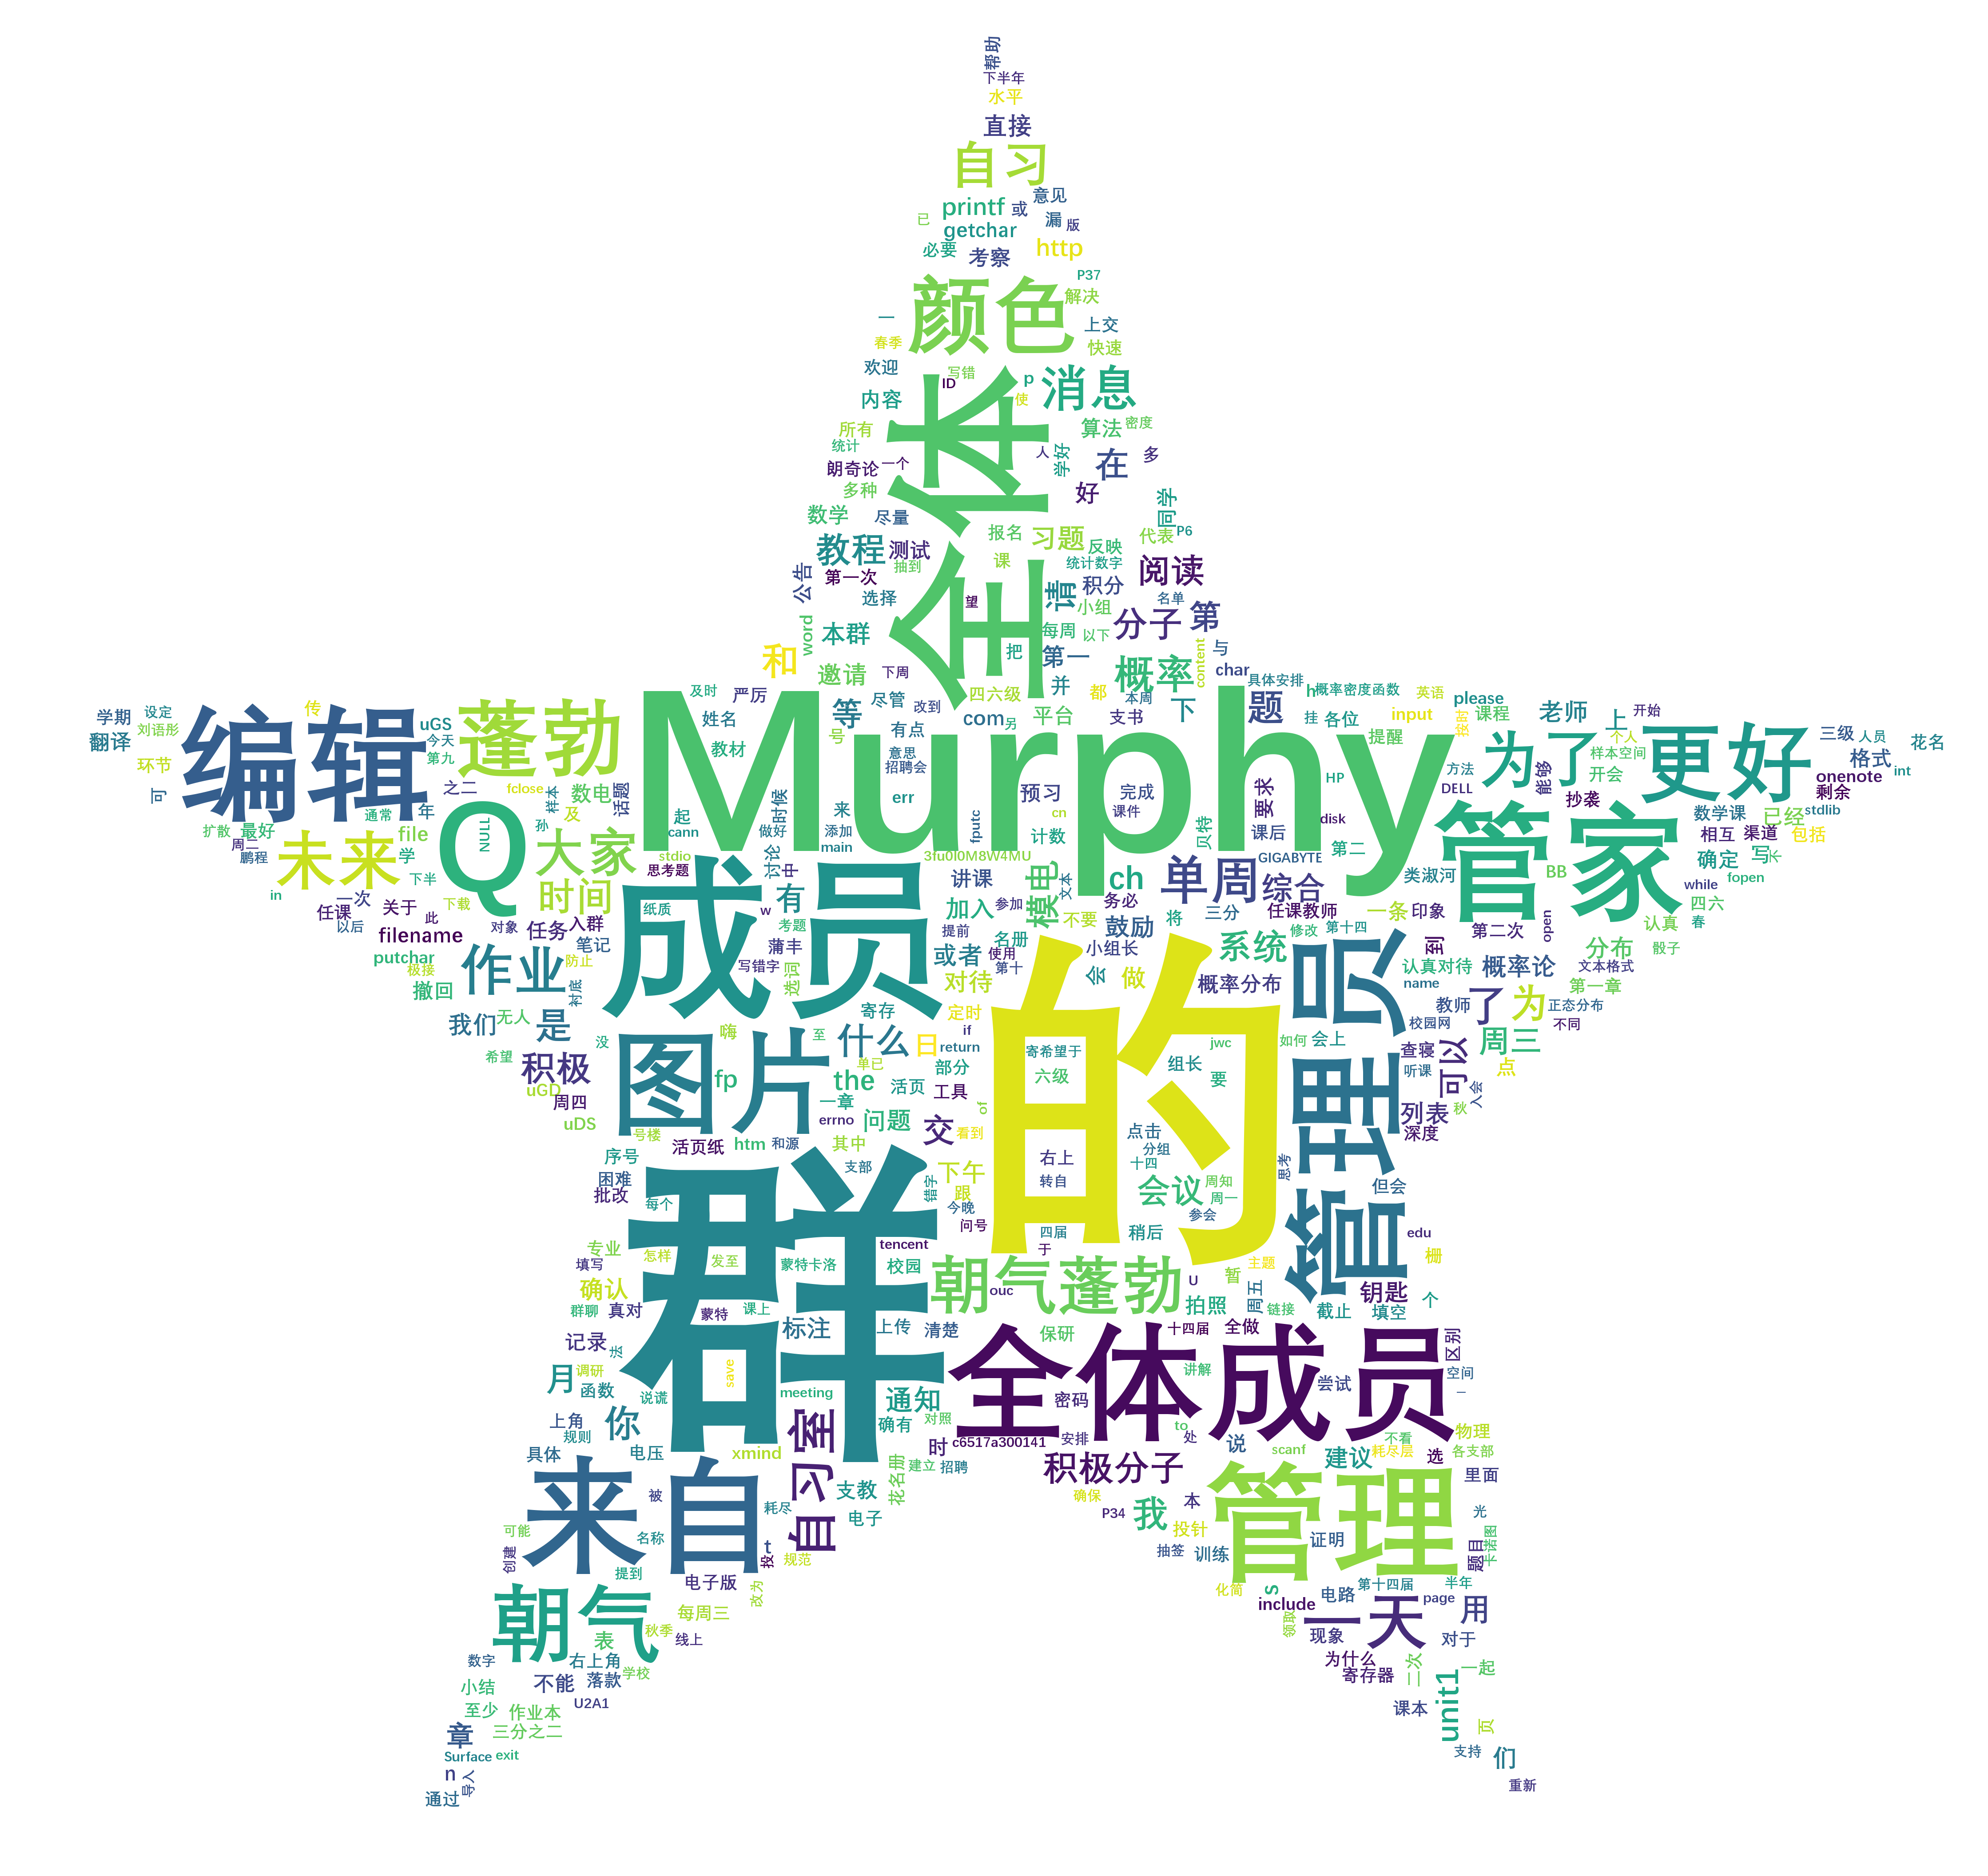 帮助
下半年
水平
直接
自习
printf 或 意见
已 getchar 漏 版
必要 考察 http
P37
颜色 解决
一 上交
春季 快速
欢迎 写错 ID p 消息
内容 使
所有 算法 密度
统计 人 学好 在 多
朗奇论 一个
多种 好
数学 尽量 同学
全体
报名 习题 反映 代表 P6
教程 测试 课 统计数字 阅读
公告 第一次 抽到 请 积分
选择 望 小组 名单
word 本群 每周 以下 分子 第
和 邀请 下周 把 第一 概率 content 与 char
及时 严厉 尽管 改到 四六级 并 都 本周 下 题 具体安排 h 概率密度函数 英语 please
学期 设定 传 uGS 蓬勃 姓名 等 有点 com 另 平台 支书 挂 各位 input 课程 老师 上 开始
翻译 刘语彤 编辑 今天 第九 Murphy 教材 号 意思 招聘会 提醒 为了 样本空间 个人 更好 三级 人员 花名
环节 可 之二 fclose 样本 数电 话题 时候 来 err 预习 完成 cn 课件 HP 方法 DELL 能够 开会 抄袭 格式 int onenote 剩余
扩散 最好 通常 年 Q NULL 及 孙 起 cann 做好 添加 main fputc 计数 贝特 要求 课后 disk 管家 数学课 已经 stdlib
周二 鹏程 file 学 大家 stdio 思考题 讨论 中 3fu0l0M8W4MU 第二 GIGABYTE 相互 渠道 包括
未来 下半 时间 成员 讲课 模电 文本 ch 单周 综合 类淑河 BB 确定 写 长 fopen
in 一次 任课 关于 此 下载 纸质 w 有 加入 参加 务必 三分 任课教师 一条 印象 while 四六
以后 filename 对象 任务 入群 考题 提前 名册 不要 鼓励 将 修改 第十四 到 第二次 open 认真 春
putchar 笔记 蒲丰 或者 使用 小组长 系统 分布 骰子
极接 撤回 作业 防止 衬底 写错字 选词 对待 第十 会 做 概率分布 管理员 认真对待 name 概率论 文本格式 第一章
我们 无人 是 寄存 定时 教师 了 为 正态分布
希望 积极 没 图片 嗨 至 什么 日 if return 的 寄希望于 jwc 如何 会上 校园网 周三 不同
uGD fp the 单已 部分 六级 组长 要 查寝 听课 可以 点
周四 一章 活页 工具 of 列表 秋 入会
uDS 号楼 errno 问题 交 看到 点击 分组 深度
活页纸 htm 和源 其中 右上 十四
序号 支部 下午 转自 会议 周知 周一 思考 但会
困难 批改 每个 群 错字 跟 今晚 问号 四届 参会 稍后 edu
专业 怎样 发至 蒙特卡洛 tencent 校园 于 主题 栅
填写 确认 朝气蓬勃 ouc U 暂 周五 钥匙 个
群聊 真对 蒙特 课上 拍照 链接 截止 填空
记录 法 标注 上传 清楚 保研 十四届 全做 区别
月 调研 函数 save meeting 通知 全体成员 讲解 空间
说谎 密码 尝试 一
上角 规则 你 自习室 确有 对照 to 不看 物理
具体 电压 xmind 时 c6517a300141 安排 处 说 scanf 建议 耗尽层 选 各支部
来自 花名册 建立 招聘 积极分子 里面
被 耗尽 支教 确保 管理
电子 P34 我 本 投针 光
可能 创建 名称 t 投 规范 抽签 训练 证明 题目 卡诺图
提到 电子版 改为 化简 s 电路 第十四届 半年
朝气 每周三 include 一天 page 用
表 秋季 线上 领取 现象 对于
数字 右上角 学校 为什么 二次 一起
小结 不能 落款 寄存器
至少 作业本 U2A1 课本 unit1 页
三分之二
章 支持 们
Surface exit
n 导入 重新
通过